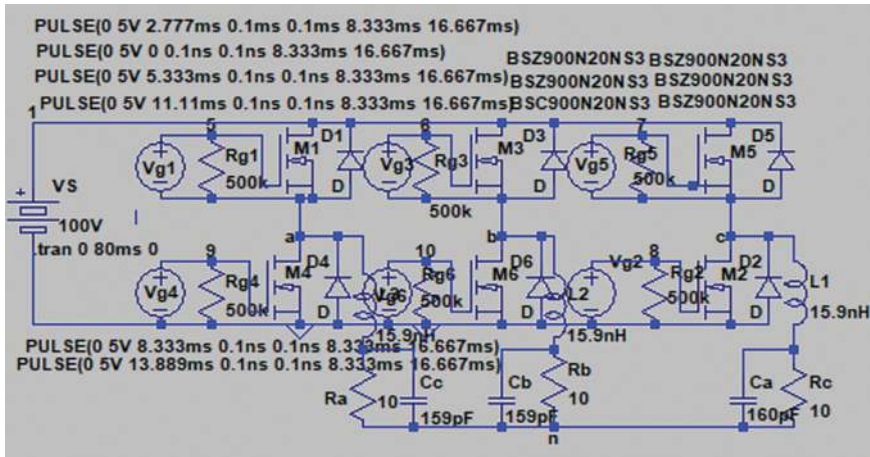 PULSE(0 5V 2.777ms 0.1ms 0.1ms 8.333ms 16.667ms)
PULSE(0 5V 0 0.1ns 0.1ns 8.333ms 16.667ms)
BSZ900N20NS3 BSZ900N20NS3
PULSE(0 5V 5.333ms 0.1ns 0.1ns 8.333ms 16.667ms)
BSZ900N20NS3 BSZ900N20NS3
PULSE(0 5V 11.11ms 0.1ns 0.1ns 8.333ms 16.667ms)
BSC900N20NS3 BSZ900N20NS3
1
5 D1 6 D3 7 D5
Vg1 Rg1 M1 Vg3 Rg3 M3 Vg5 Rg5 M5
500k D 500k D 500k D
VS
100V
.tran 0 80ms 0
a b c
9 D4 10 D6 8 D2
Vg4 Rg4 M4 Vg6 Rg6 M6 Vg2 Rg2 M2
500k D 500k D 500k D
L2 L1
15.9nH 15.9nH 15.9nH
PULSE(0 5V 8.333ms 0.1ns 0.1ns 8.333ms 16.667ms)
PULSE(0 5V 13.889ms 0.1ns 0.1ns 8.333ms 16.667ms)
Ra Cc Cb Rb Ca Rc
10 159pF 159pF 10 160pF 10
n